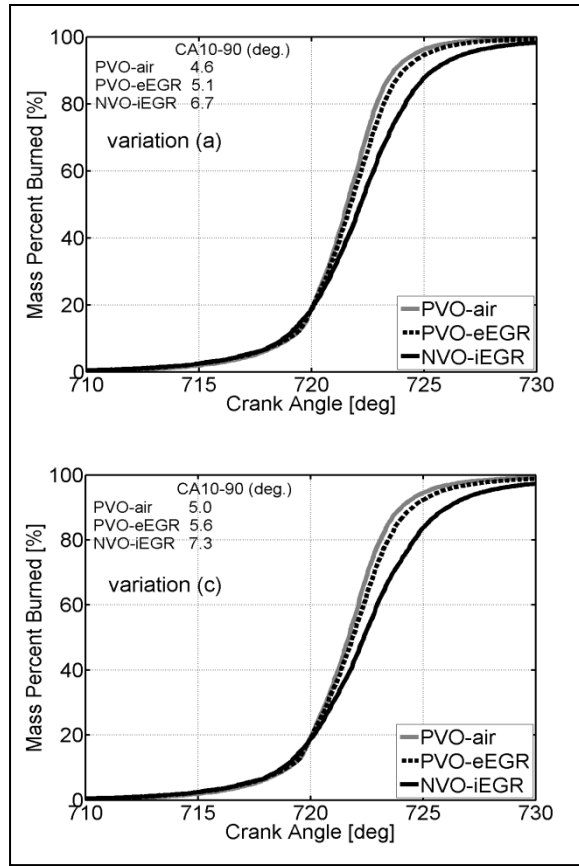 100
80
60
40
20
0
Mass Percent Burned [%]
CA10-90 (deg.)
PVO-air 4.6
PVO-eEGR 5.1
NVO-iEGR 6.7
variation (a)
PVO-air
PVO-eEGR
NVO-iEGR
710 715 720 725 730
Crank Angle [deg]
100
80
60
40
20
0
Mass Percent Burned [%]
CA10-90 (deg.)
PVO-air 5.0
PVO-eEGR 5.6
NVO-iEGR 7.3
variation (c)
PVO-air
PVO-eEGR
NVO-iEGR
710 715 720 725 730
Crank Angle [deg]